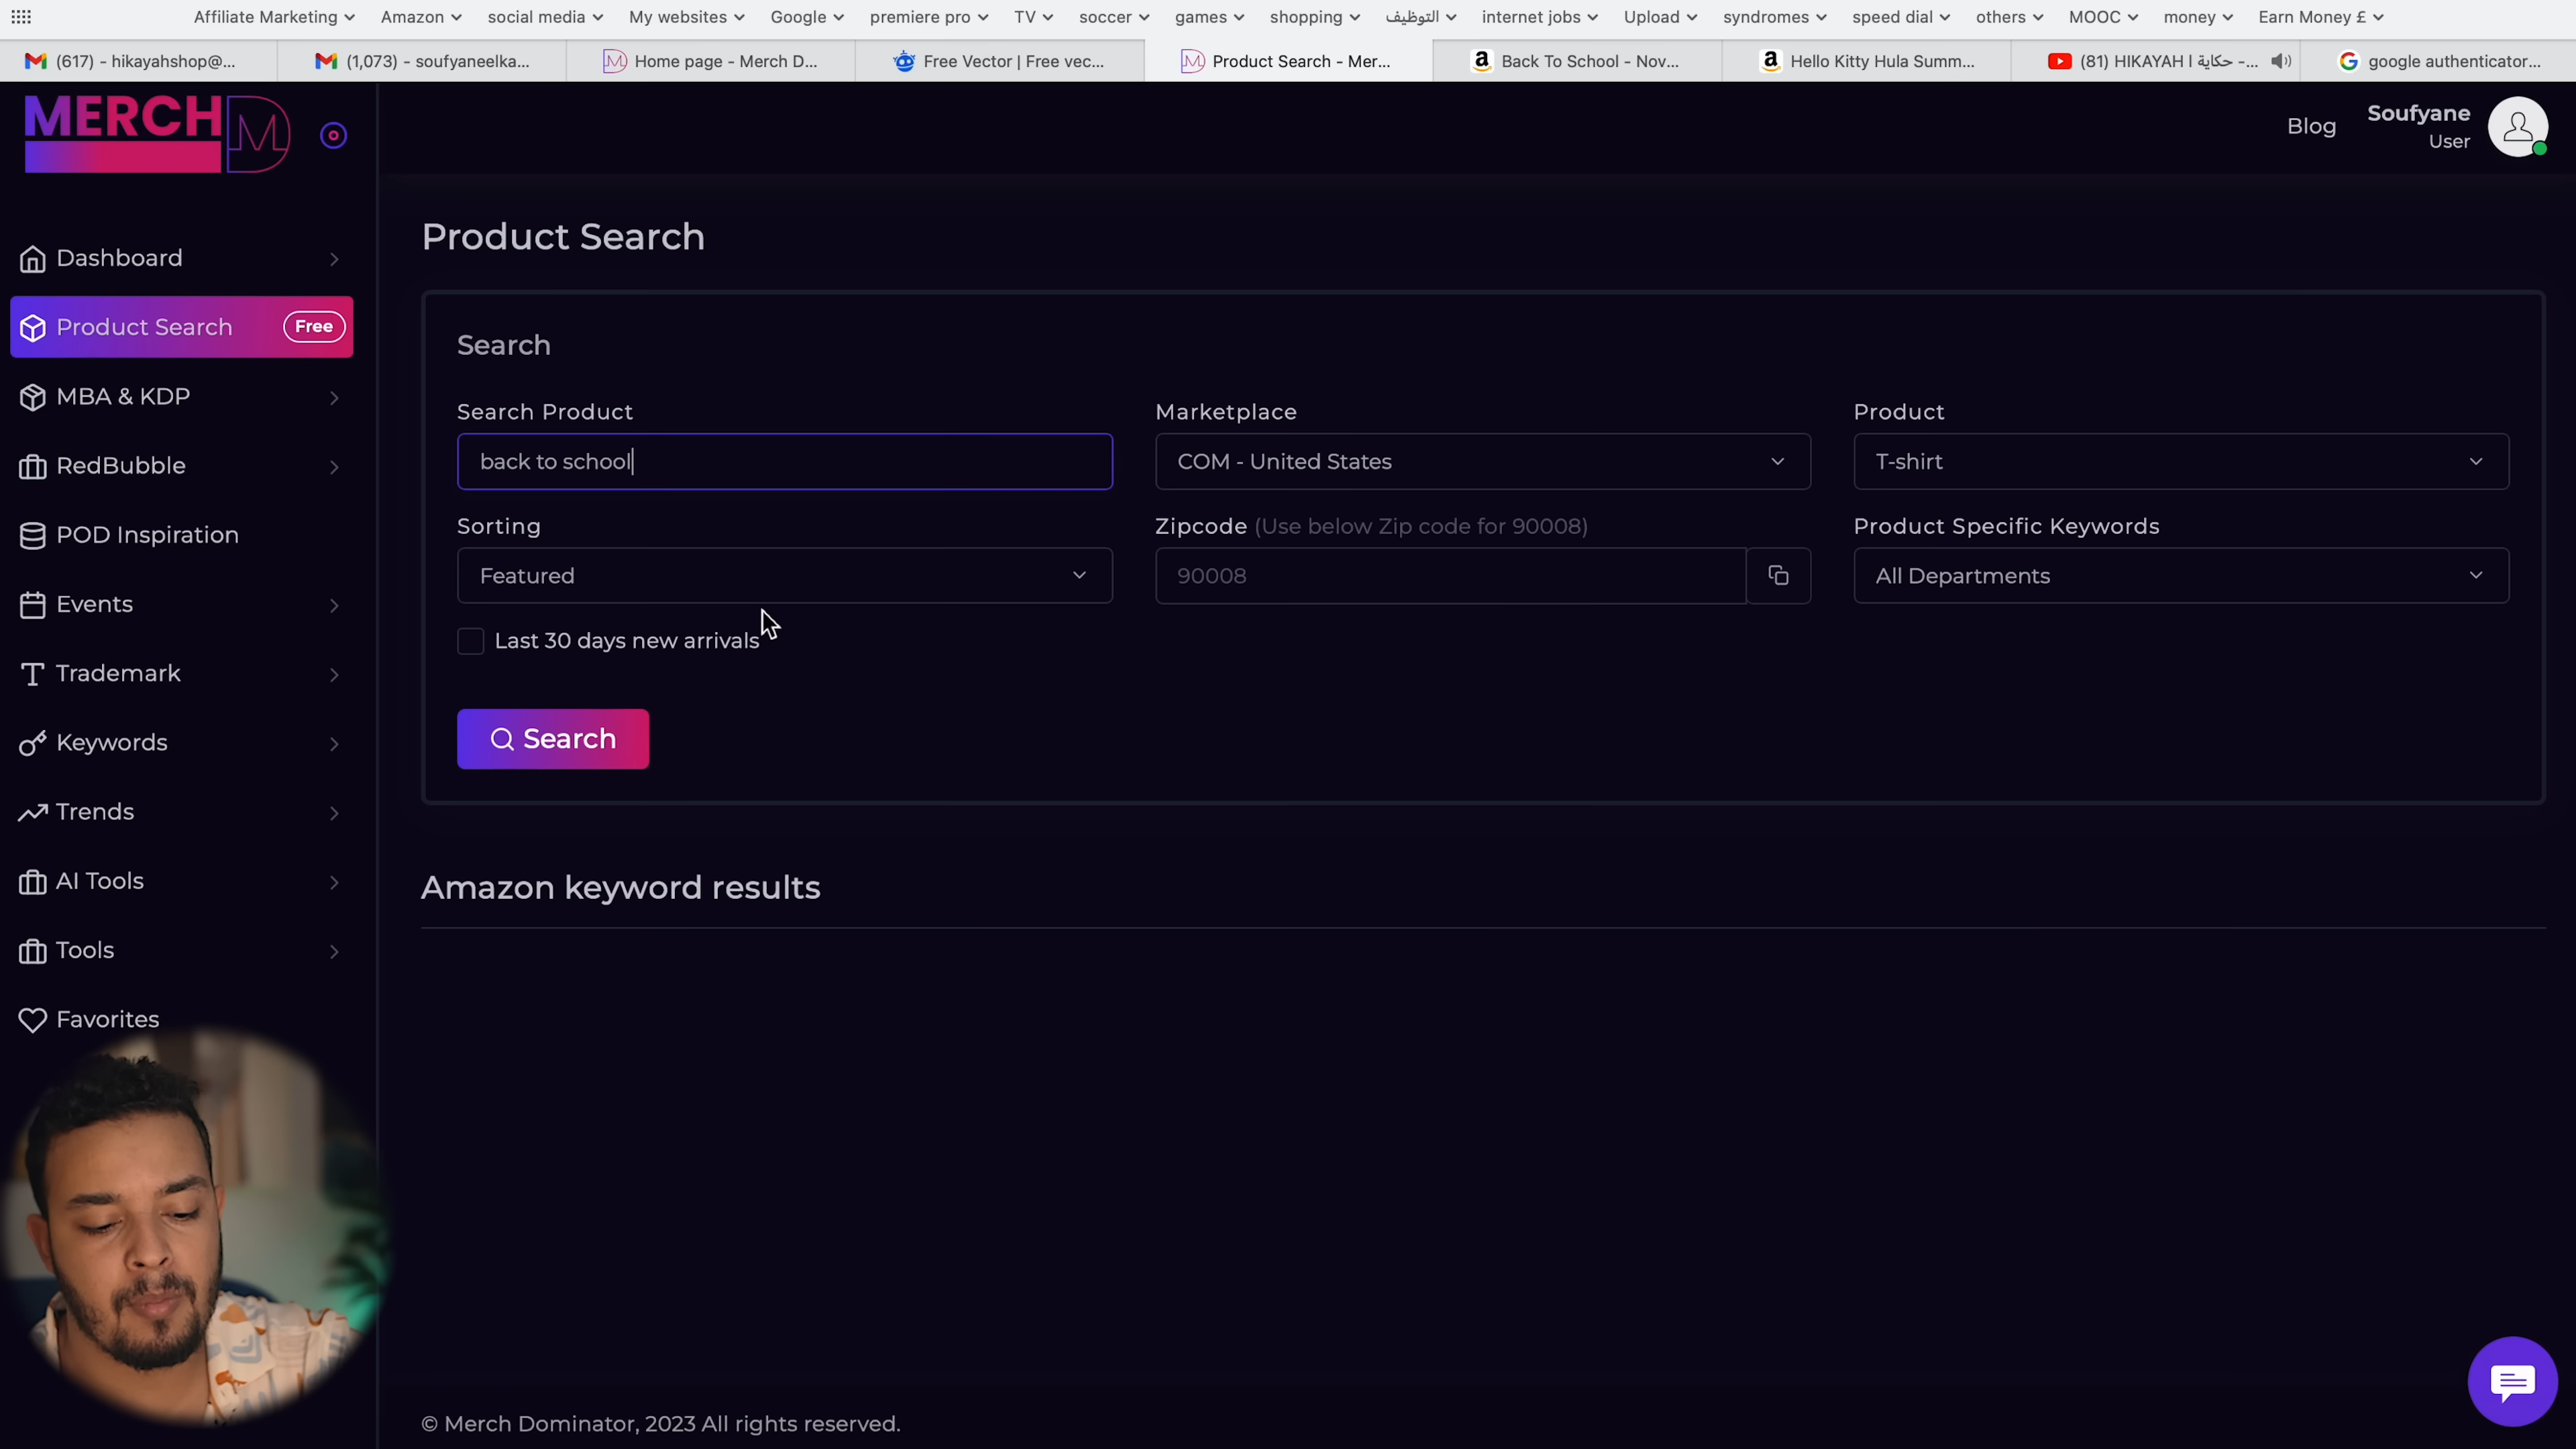 Affiliate Marketing Amazon social media My websites Google premiere pro TV soccer games shopping التوظيف internet jobs Upload syndromes speed dial others MOOC money Earn Money £
(617) - hikayahshop@...
(1,073) - soufyaneelka...
Home page - Merch D...
Free Vector | Free vec...
Product Search - Mer...
Back To School - Nov...
Hello Kitty Hula Summ...
(81) HIKAYAH | حكاية -...
google authenticator...
MERCH
Blog
Soufyane
User
Dashboard
Product Search Free
MBA & KDP
RedBubble
POD Inspiration
Events
Trademark
Keywords
Trends
AI Tools
Tools
Favorites
Product Search
Search
Search Product
back to school
Marketplace
COM - United States
Product
T-shirt
Sorting
Featured
Zipcode (Use below Zip code for 90008)
90008
Product Specific Keywords
All Departments
Last 30 days new arrivals
Search
Amazon keyword results
© Merch Dominator, 2023 All rights reserved.